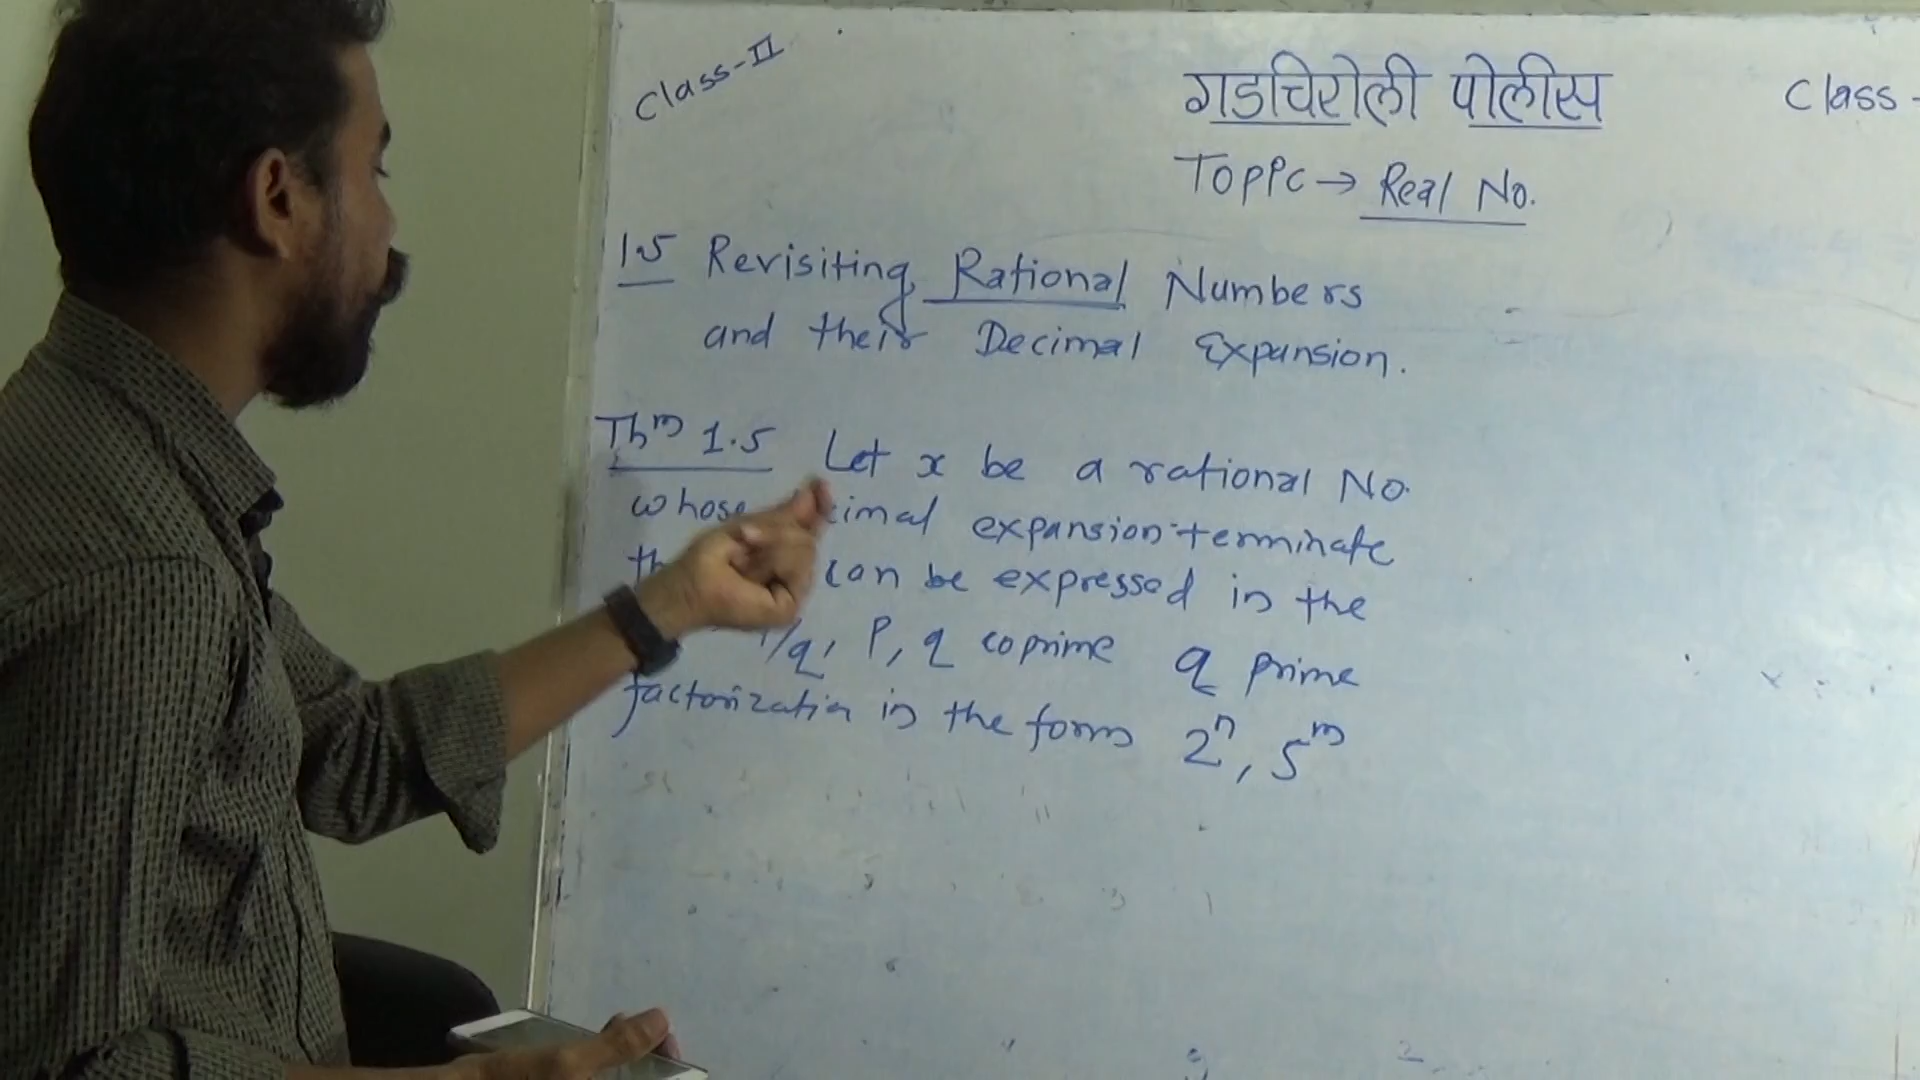 Class-II
गडचिरोली पोलीस
Class-
Topic → Real No.
1.5 Revisiting Rational Numbers
and their Decimal Expansion.
Thm 1.5 Let x be a rational No.
whose cimal expansion terminate
can be expressed in the
/q, P, q coprime q prime
factorization in the form 2ⁿ, 5ᵐ